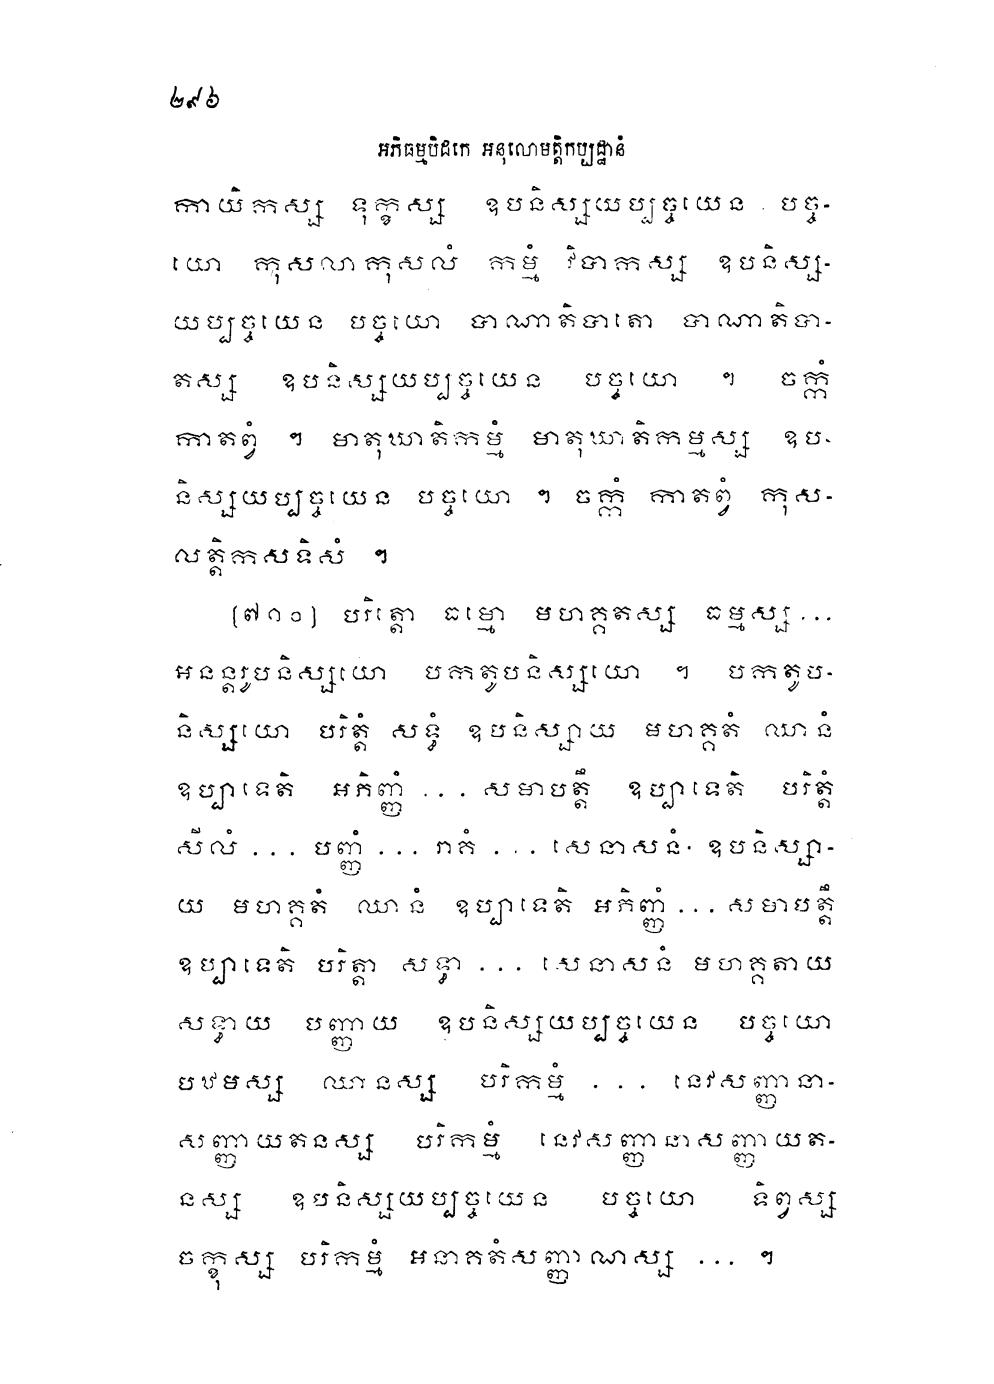 ២៩៦
អភិធម្មបិដកេ អនុលោមត្តិកប្បដ្ឋានំ
កាយិកស្ស ទុក្ខស្ស ឧបនិស្សយប្បច្ចយេន បច្ច-
យោ កុសលាកុសលំ កម្មំ វិបាកស្ស ឧបនិស្ស-
យប្បច្ចយេន បច្ចយោ បាណាតិបាតោ បាណាតិបា-
តស្ស ឧបនិស្សយប្បច្ចយេន បច្ចយោ ។ ចក្កំ
កាតព្វំ ។ មាតុឃាតិកម្មំ មាតុឃាតិកម្មស្ស ឧប-
និស្សយប្បច្ចយេន បច្ចយោ ។ ចក្កំ កាតព្វំ កុស-
លត្តិកសទិសំ ។
[៧១០] បរិត្តោ ធម្មោ មហគ្គតស្ស ធម្មស្ស...
អនន្តរូបនិស្សយោ បកតូបនិស្សយោ ។ បកតូប-
និស្សយោ បរិត្តំ សទ្ធំ ឧបនិស្សាយ មហគ្គតំ ឈានំ
ឧប្បាទេតិ អភិញ្ញំ ... សមាបត្តឹ ឧប្បាទេតិ បរិត្តំ
សីលំ ... បញ្ញំ ... រាគំ ... សេនាសនំ ឧបនិស្សា-
យ មហគ្គតំ ឈានំ ឧប្បាទេតិ អភិញ្ញំ ... សមាបត្តឹ
ឧប្បាទេតិ បរិត្តា សទ្ធា ... សេនាសនំ មហគ្គតាយ
សទ្ធាយ បញ្ញាយ ឧបនិស្សយប្បច្ចយេន បច្ចយោ
បឋមស្ស ឈានស្ស បរិកម្មំ ... នេវសញ្ញានា-
សញ្ញាយតនស្ស បរិកម្មំ នេវសញ្ញានាសញ្ញាយត-
នស្ស ឧបនិស្សយប្បច្ចយេន បច្ចយោ ទិព្វស្ស
ចក្ខុស្ស បរិកម្មំ អនាគតំសញ្ញាណស្ស ... ។